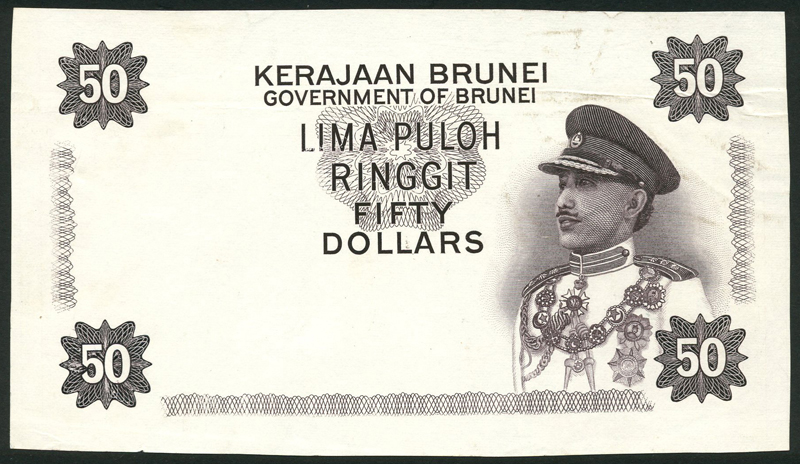 50
50
KERAJAAN BRUNEI
GOVERNMENT OF BRUNEI
LIMA PULOH
RINGGIT
FIFTY
DOLLARS
50
50